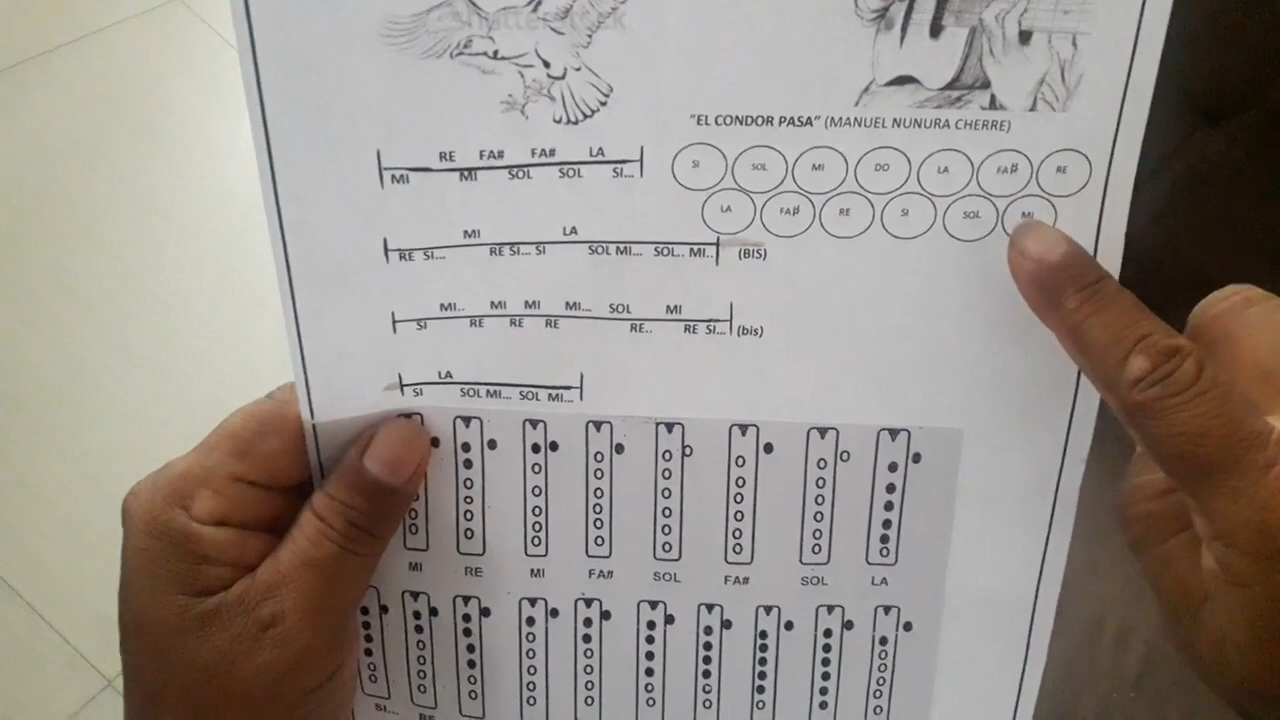 shutterstock
"EL CONDOR PASA" (MANUEL NUNURA CHERRE)
SI SOL MI DO LA FA# RE
LA FA# RE SI SOL MI
RE FA# FA# LA
MI MI SOL SOL SI...
MI LA
RE SI... RE SI... SI SOL MI... SOL.. MI.. (BIS)
MI.. MI MI MI... SOL MI
SI RE RE RE RE.. RE SI... (bis)
LA
SI SOL MI... SOL MI...
MI RE MI FA# SOL FA# SOL LA
SI... RE